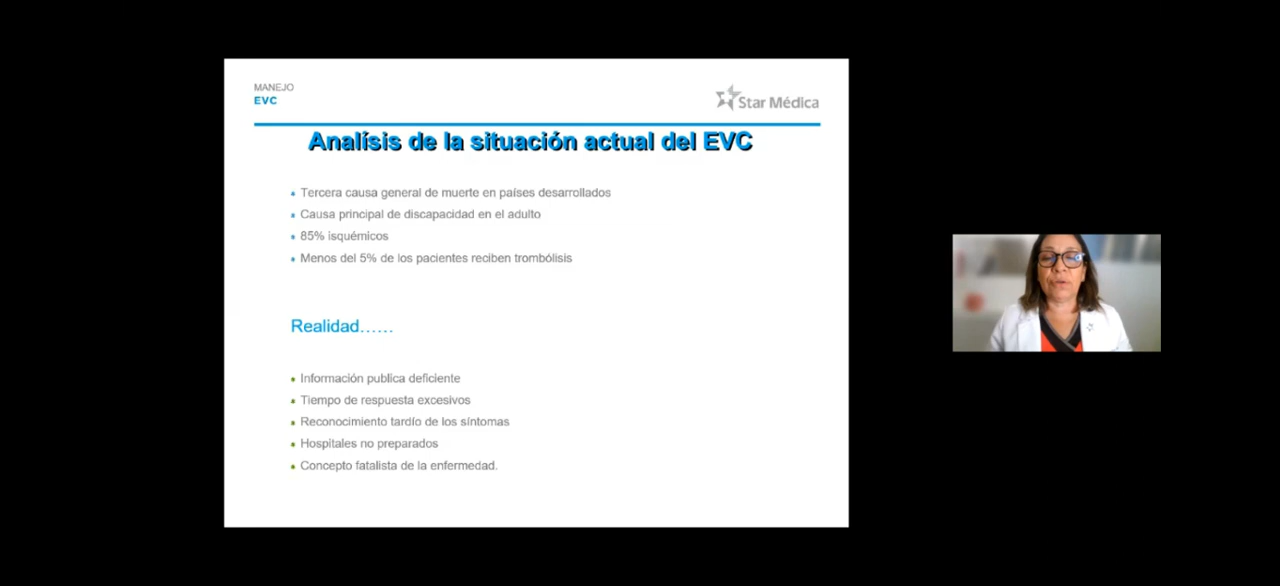 MANEJO
EVC
Star Médica
Analísis de la situación actual del EVC
Tercera causa general de muerte en países desarrollados
Causa principal de discapacidad en el adulto
85% isquémicos
Menos del 5% de los pacientes reciben trombólisis
Realidad……
Información publica deficiente
Tiempo de respuesta excesivos
Reconocimiento tardío de los síntomas
Hospitales no preparados
Concepto fatalista de la enfermedad.